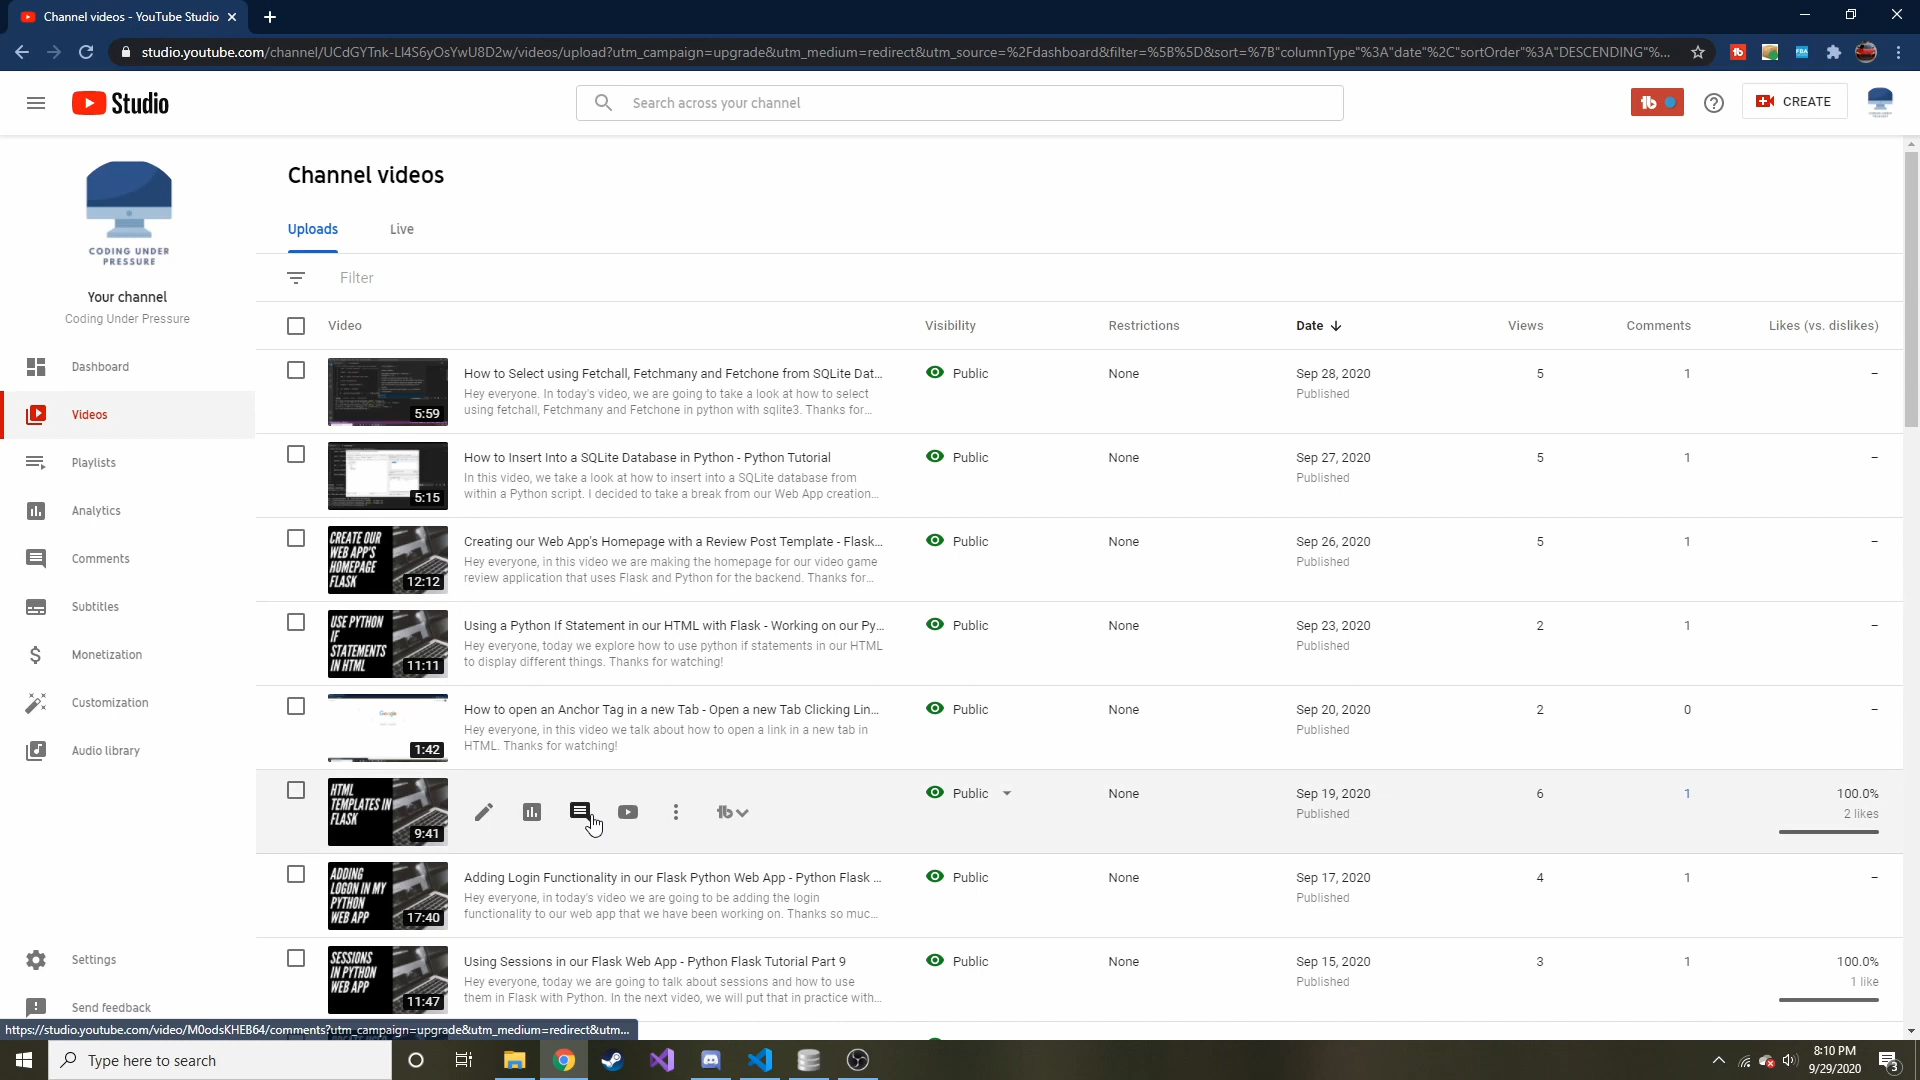 Channel videos - YouTube Studio
studio.youtube.com/channel/UCdGYTnk-LI4S6yOsYwU8D2w/videos/upload?utm_campaign=upgrade&utm_medium=redirect&utm_source=%2Fdashboard&filter=%5B%5D&sort=%7B"columnType"%3A"date"%2C"sortOrder"%3A"DESCENDING"%...
Studio
Search across your channel
CREATE
CODING UNDER
PRESSURE
Your channel
Coding Under Pressure
Dashboard
Videos
Playlists
Analytics
Comments
Subtitles
Monetization
Customization
Audio library
Settings
Send feedback
Channel videos
Uploads Live
Filter
Video Visibility Restrictions Date Views Comments Likes (vs. dislikes)
How to Select using Fetchall, Fetchmany and Fetchone from SQLite Dat... Public None Sep 28, 2020 5 1 –
Hey everyone. In today's video, we are going to take a look at how to select Published
using fetchall, Fetchmany and Fetchone in python with sqlite3. Thanks for...
5:59
How to Insert Into a SQLite Database in Python - Python Tutorial Public None Sep 27, 2020 5 1 –
In this video, we take a look at how to insert into a SQLite database from Published
within a Python script. I decided to take a break from our Web App creation...
5:15
CREATE OUR
WEB APP'S
HOMEPAGE
FLASK
12:12
Creating our Web App's Homepage with a Review Post Template - Flask... Public None Sep 26, 2020 5 1 –
Hey everyone, in this video we are making the homepage for our video game Published
review application that uses Flask and Python for the backend. Thanks for...
USE PYTHON
IF
STATEMENTS
IN HTML
11:11
Using a Python If Statement in our HTML with Flask - Working on our Py... Public None Sep 23, 2020 2 1 –
Hey everyone, today we explore how to use python if statements in our HTML Published
to display different things. Thanks for watching!
Google
1:42
How to open an Anchor Tag in a new Tab - Open a new Tab Clicking Lin... Public None Sep 20, 2020 2 0 –
Hey everyone, in this video we talk about how to open a link in a new tab in Published
HTML. Thanks for watching!
HTML
TEMPLATES IN
FLASK
9:41
Public None Sep 19, 2020 6 1 100.0%
Published 2 likes
ADDING
LOGON IN MY
PYTHON
WEB APP
17:40
Adding Login Functionality in our Flask Python Web App - Python Flask ... Public None Sep 17, 2020 4 1 –
Hey everyone, in today's video we are going to be adding the login Published
functionality to our web app that we have been working on. Thanks so muc...
SESSIONS
IN PYTHON
WEB APP
11:47
Using Sessions in our Flask Web App - Python Flask Tutorial Part 9 Public None Sep 15, 2020 3 1 100.0%
Hey everyone, today we are going to talk about sessions and how to use Published 1 like
them in Flask with Python. In the next video, we will put that in practice with...
https://studio.youtube.com/video/M0odsKHEB64/comments?utm_campaign=upgrade&utm_medium=redirect&utm...
Type here to search
8:10 PM
9/29/2020
3